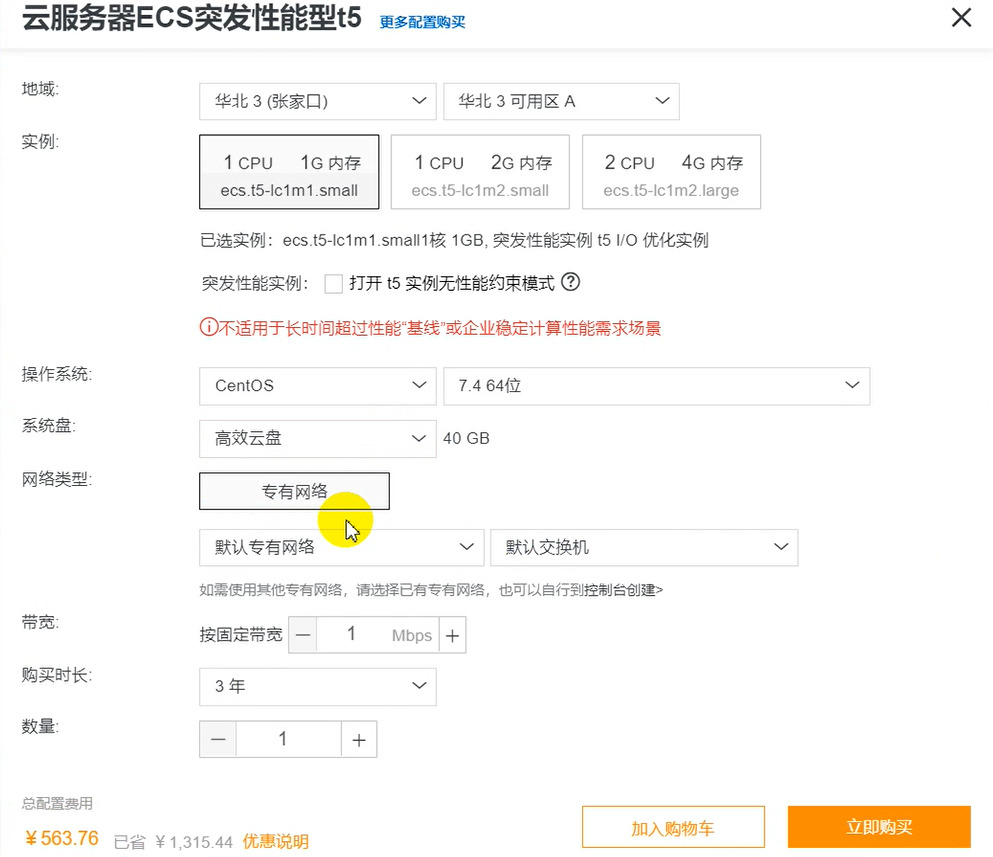 云服务器ECS突发性能型t5 更多配置购买
地域: 华北 3 (张家口) 华北 3 可用区 A
实例: 1 CPU 1G 内存 1 CPU 2G 内存 2 CPU 4G 内存
ecs.t5-lc1m1.small ecs.t5-lc1m2.small ecs.t5-lc1m2.large
已选实例：ecs.t5-lc1m1.small1核 1GB, 突发性能实例 t5 I/O 优化实例
突发性能实例： 打开 t5 实例无性能约束模式 ?
不适用于长时间超过性能“基线”或企业稳定计算性能需求场景
操作系统: CentOS 7.4 64位
系统盘: 高效云盘 40 GB
网络类型: 专有网络
默认专有网络 默认交换机
如需使用其他专有网络，请选择已有专有网络，也可以自行到控制台创建>
带宽: 按固定带宽 — 1 Mbps +
购买时长: 3 年
数量: — 1 +
总配置费用
¥563.76 已省 ¥1,315.44 优惠说明 加入购物车 立即购买